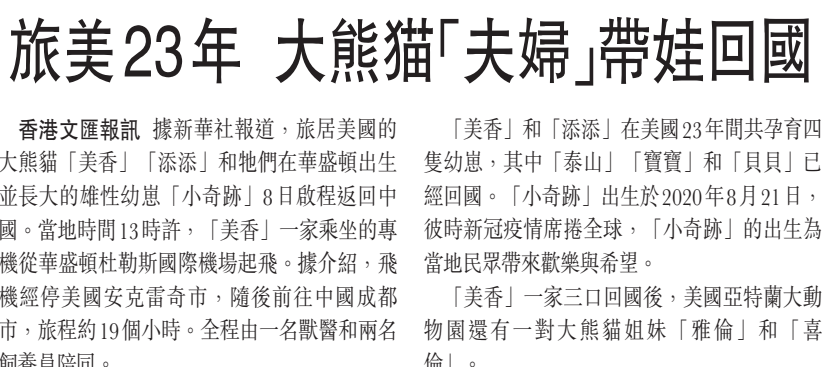 旅美23年 大熊猫「夫婦」帶娃回國
香港文匯報訊 據新華社報道，旅居美國的
大熊貓「美香」「添添」和牠們在華盛頓出生
並長大的雄性幼崽「小奇跡」8日啟程返回中
國。當地時間13時許，「美香」一家乘坐的專
機從華盛頓杜勒斯國際機場起飛。據介紹，飛
機經停美國安克雷奇市，隨後前往中國成都
市，旅程約19個小時。全程由一名獸醫和兩名
飼養員陪同。
「美香」和「添添」在美國23年間共孕育四
隻幼崽，其中「泰山」「寶寶」和「貝貝」已
經回國。「小奇跡」出生於2020年8月21日，
彼時新冠疫情席捲全球，「小奇跡」的出生為
當地民眾帶來歡樂與希望。
「美香」一家三口回國後，美國亞特蘭大動
物園還有一對大熊貓姐妹「雅倫」和「喜
倫」。